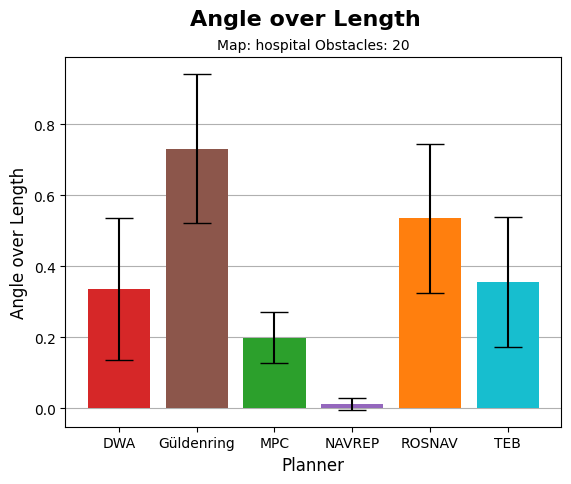 Angle over Length
Map: hospital Obstacles: 20
Angle over Length
0.8
0.6
0.4
0.2
0.0
DWA Güldenring MPC NAVREP ROSNAV TEB
Planner